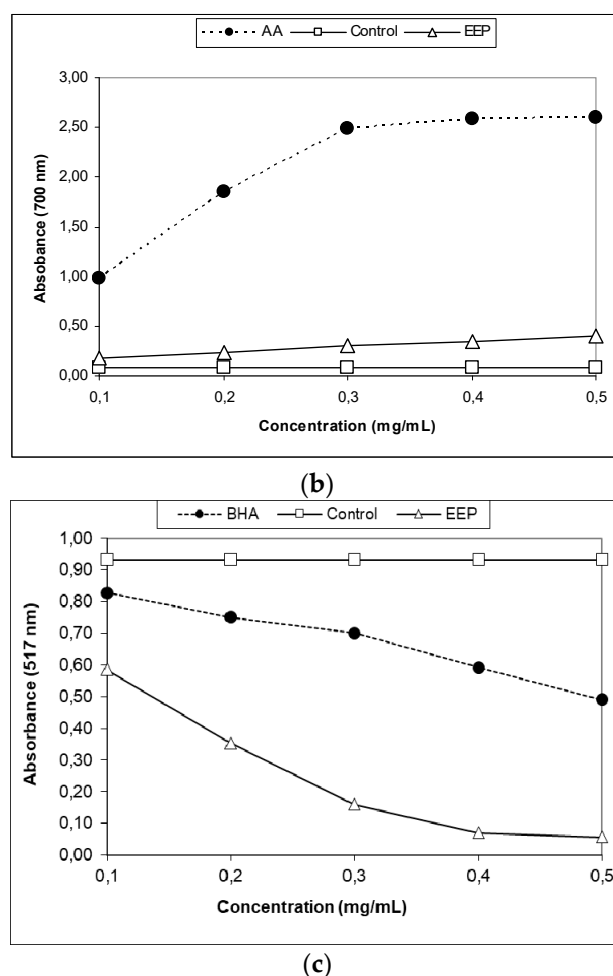 AA Control EEP
3,00
2,50
2,00
1,50
1,00
0,50
0,00
Absobance (700 nm)
0,1 0,2 0,3 0,4 0,5
Concentration (mg/mL)
(b)
BHA Control EEP
1,00
0,90
0,80
0,70
0,60
0,50
0,40
0,30
0,20
0,10
0,00
Absorbance (517 nm)
0,1 0,2 0,3 0,4 0,5
Concentration (mg/mL)
(c)